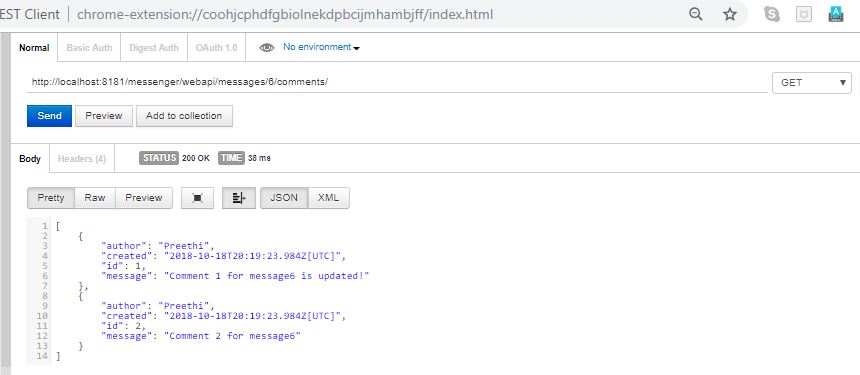 EST Client | chrome-extension://coohjcphdfgbiolnekdpbcijmhambjff/index.html
Normal Basic Auth Digest Auth OAuth 1.0 No environment
http://localhost:8181/messenger/webapi/messages/6/comments/ GET
Send Preview Add to collection
Body Headers (4) STATUS 200 OK TIME 38 ms
Pretty Raw Preview JSON XML
1 [
2 {
3 "author": "Preethi",
4 "created": "2018-10-18T20:19:23.984Z[UTC]",
5 "id": 1,
6 "message": "Comment 1 for message6 is updated!"
7 },
8 {
9 "author": "Preethi",
10 "created": "2018-10-18T20:19:23.984Z[UTC]",
11 "id": 2,
12 "message": "Comment 2 for message6"
13 }
14 ]